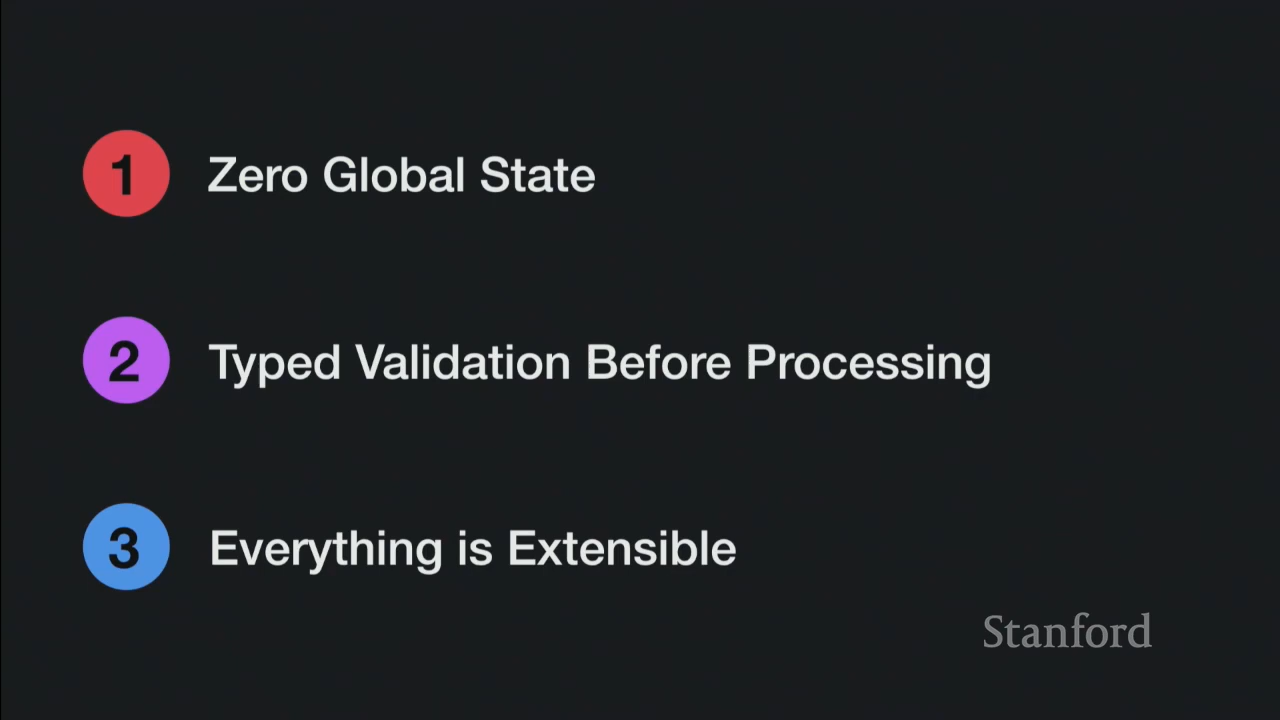 1 Zero Global State
2 Typed Validation Before Processing
3 Everything is Extensible
Stanford